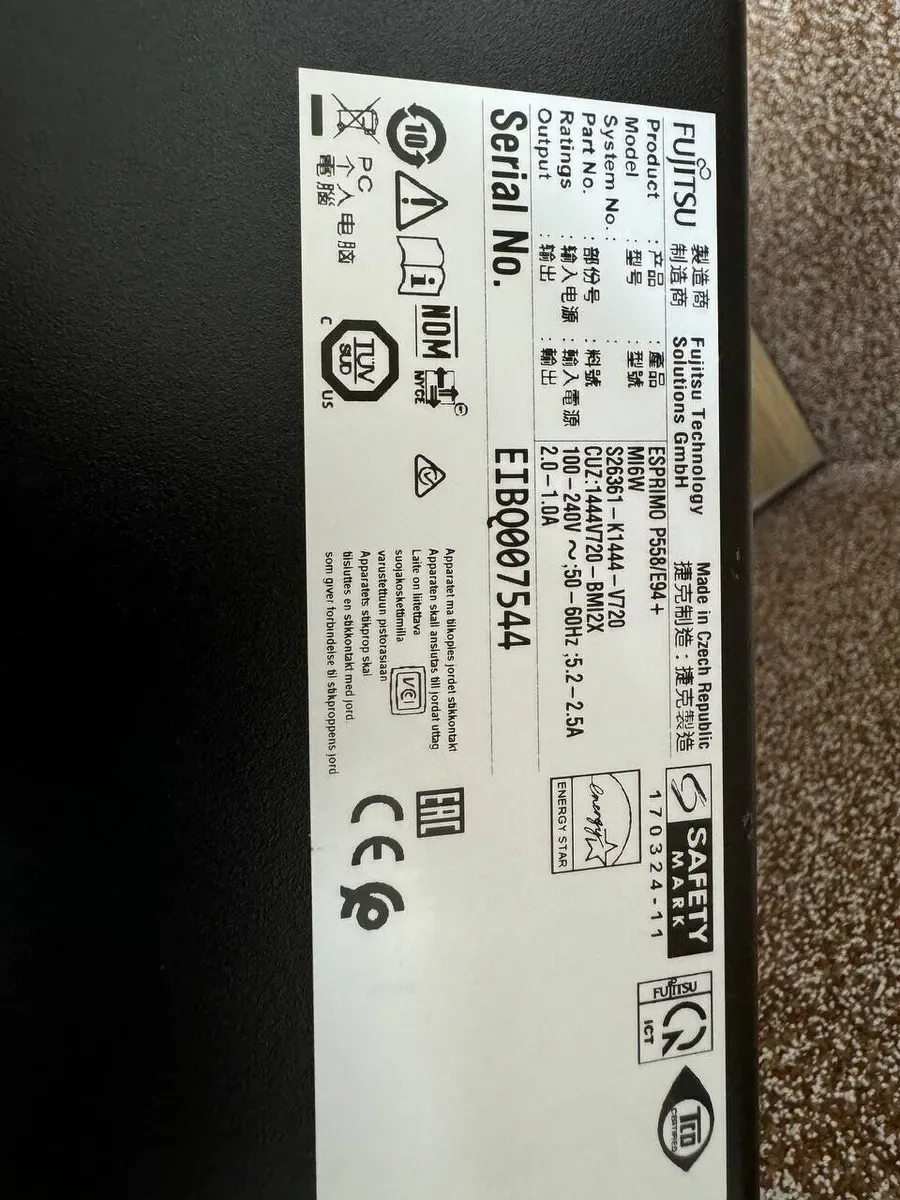 FUJITSU
製造商
制造商
Fujitsu Technology
Solutions GmbH
Made in Czech Republic
捷克制造 : 捷克製造
Product : 产品 : 產品 ESPRIMO P558/E94+
Model : 型号 : 型號 MI6W
System No. : : S26361-K1444-V720
Part No. : 部份号 : 料號 CUZ:1444V720-BMI2X
Ratings : 输入电源 : 輸入電源 100-240V ~;50-60Hz ;5.2-2.5A
Output : 输出 : 輸出 2.0-1.0A
Serial No. EIBQ007544
SAFETY
MARK
170324-11
energy
ENERGY STAR
FUJITSU
ICT
TCO
CERTIFIED
10
i
NOM
NYCE
PC
个人电脑
電腦
TÜV
SÜD
C US
Apparatet må tilkoples jordet stikkontakt
Apparaten skall anslutas till jordat uttag
Laite on liitettävä
suojakoskettimilla
varustettuun pistorasiaan
Apparatets stikprop skal
tilsluttes en stikkontakt med jord,
som giver forbindelse til stikproppens jord
VCI
EAC
CE